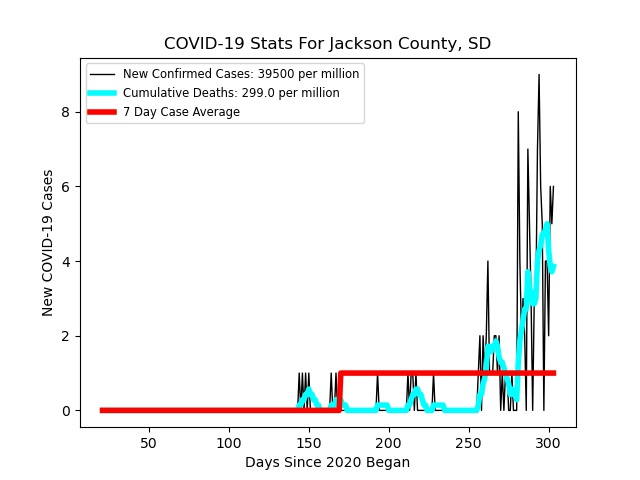 COVID-19 Stats For Jackson County, SD
New Confirmed Cases: 39500 per million
Cumulative Deaths: 299.0 per million
7 Day Case Average
New COVID-19 Cases
8
6
4
2
0
50 100 150 200 250 300
Days Since 2020 Began